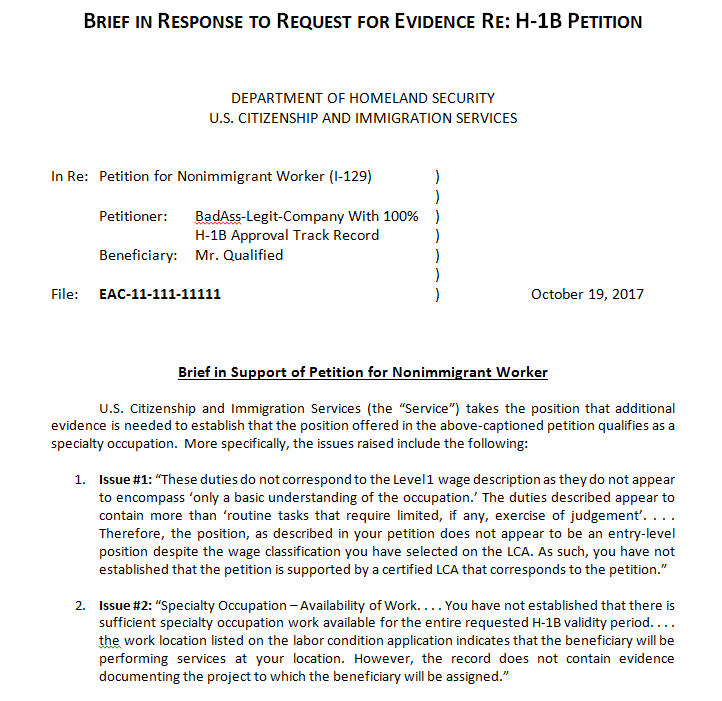 BRIEF IN RESPONSE TO REQUEST FOR EVIDENCE RE: H-1B PETITION
DEPARTMENT OF HOMELAND SECURITY
U.S. CITIZENSHIP AND IMMIGRATION SERVICES
In Re: Petition for Nonimmigrant Worker (I-129) )
)
Petitioner: BadAss-Legit-Company With 100% )
H-1B Approval Track Record )
Beneficiary: Mr. Qualified )
)
File: EAC-11-111-11111 ) October 19, 2017
Brief in Support of Petition for Nonimmigrant Worker
U.S. Citizenship and Immigration Services (the “Service”) takes the position that additional
evidence is needed to establish that the position offered in the above-captioned petition qualifies as a
specialty occupation. More specifically, the issues raised include the following:
1. Issue #1: “These duties do not correspond to the Level 1 wage description as they do not appear
to encompass ‘only a basic understanding of the occupation.’ The duties described appear to
contain more than ‘routine tasks that require limited, if any, exercise of judgement’. . . .
Therefore, the position, as described in your petition does not appear to be an entry-level
position despite the wage classification you have selected on the LCA. As such, you have not
established that the petition is supported by a certified LCA that corresponds to the petition.”
2. Issue #2: “Specialty Occupation – Availability of Work. . . . You have not established that there is
sufficient specialty occupation work available for the entire requested H-1B validity period. . . .
the work location listed on the labor condition application indicates that the beneficiary will be
performing services at your location. However, the record does not contain evidence
documenting the project to which the beneficiary will be assigned.”